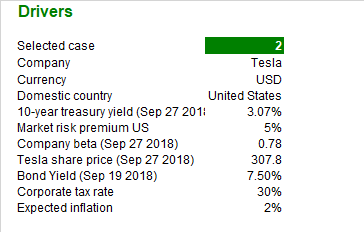 Drivers
Selected case 2
Company Tesla
Currency USD
Domestic country United States
10-year treasury yield (Sep 27 201 3.07%
Market risk premium US 5%
Company beta (Sep 27 2018) 0.78
Tesla share price (Sep 27 2018) 307.8
Bond Yield (Sep 19 2018) 7.50%
Corporate tax rate 30%
Expected inflation 2%